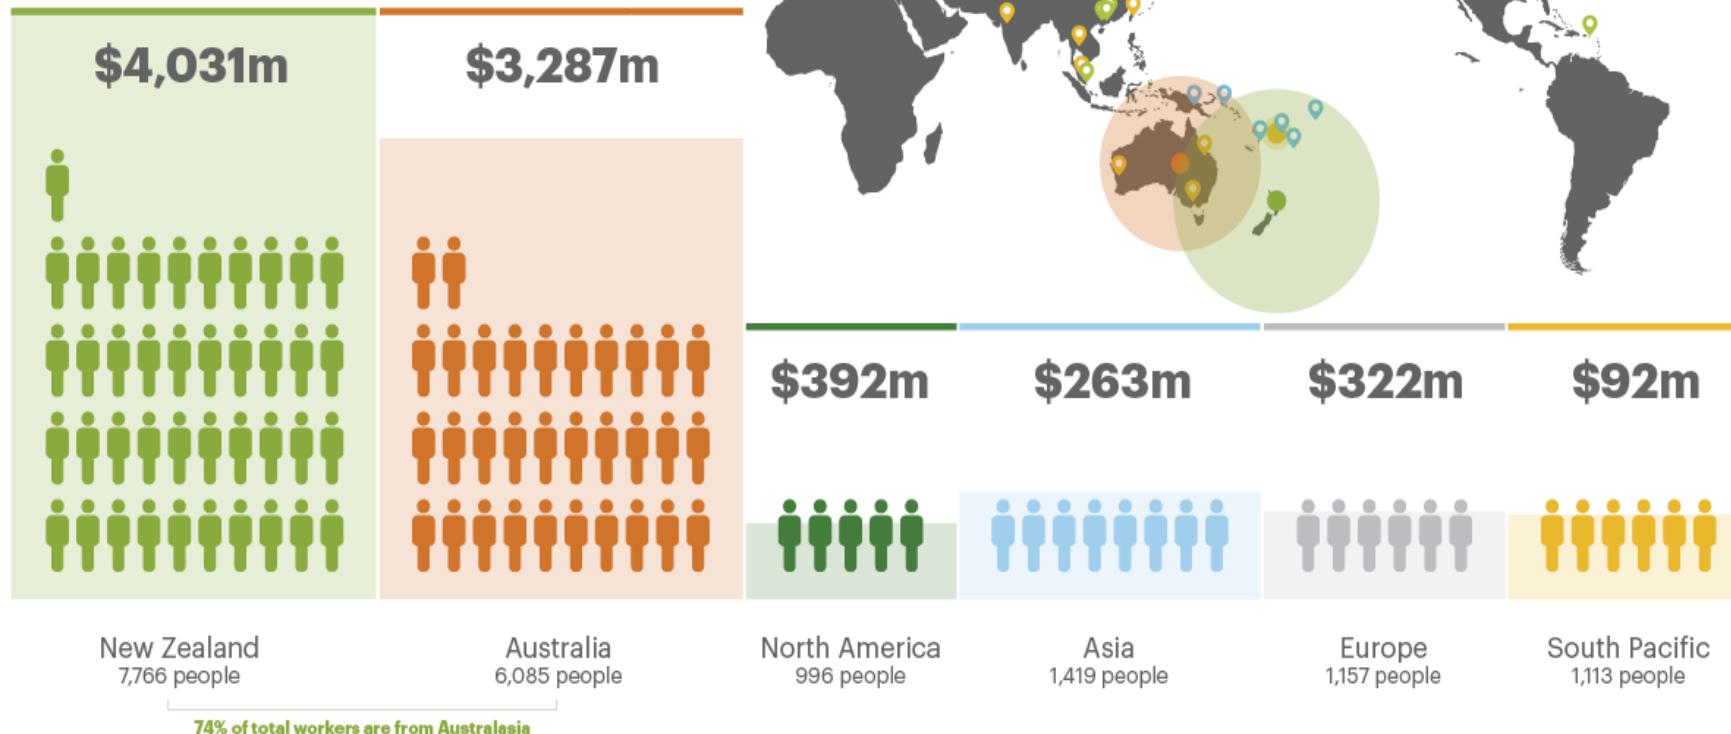 $4,031m
$3,287m
$392m
$263m
$322m
$92m
New Zealand
7,766 people
Australia
6,085 people
North America
996 people
Asia
1,419 people
Europe
1,157 people
South Pacific
1,113 people
74% of total workers are from Australasia